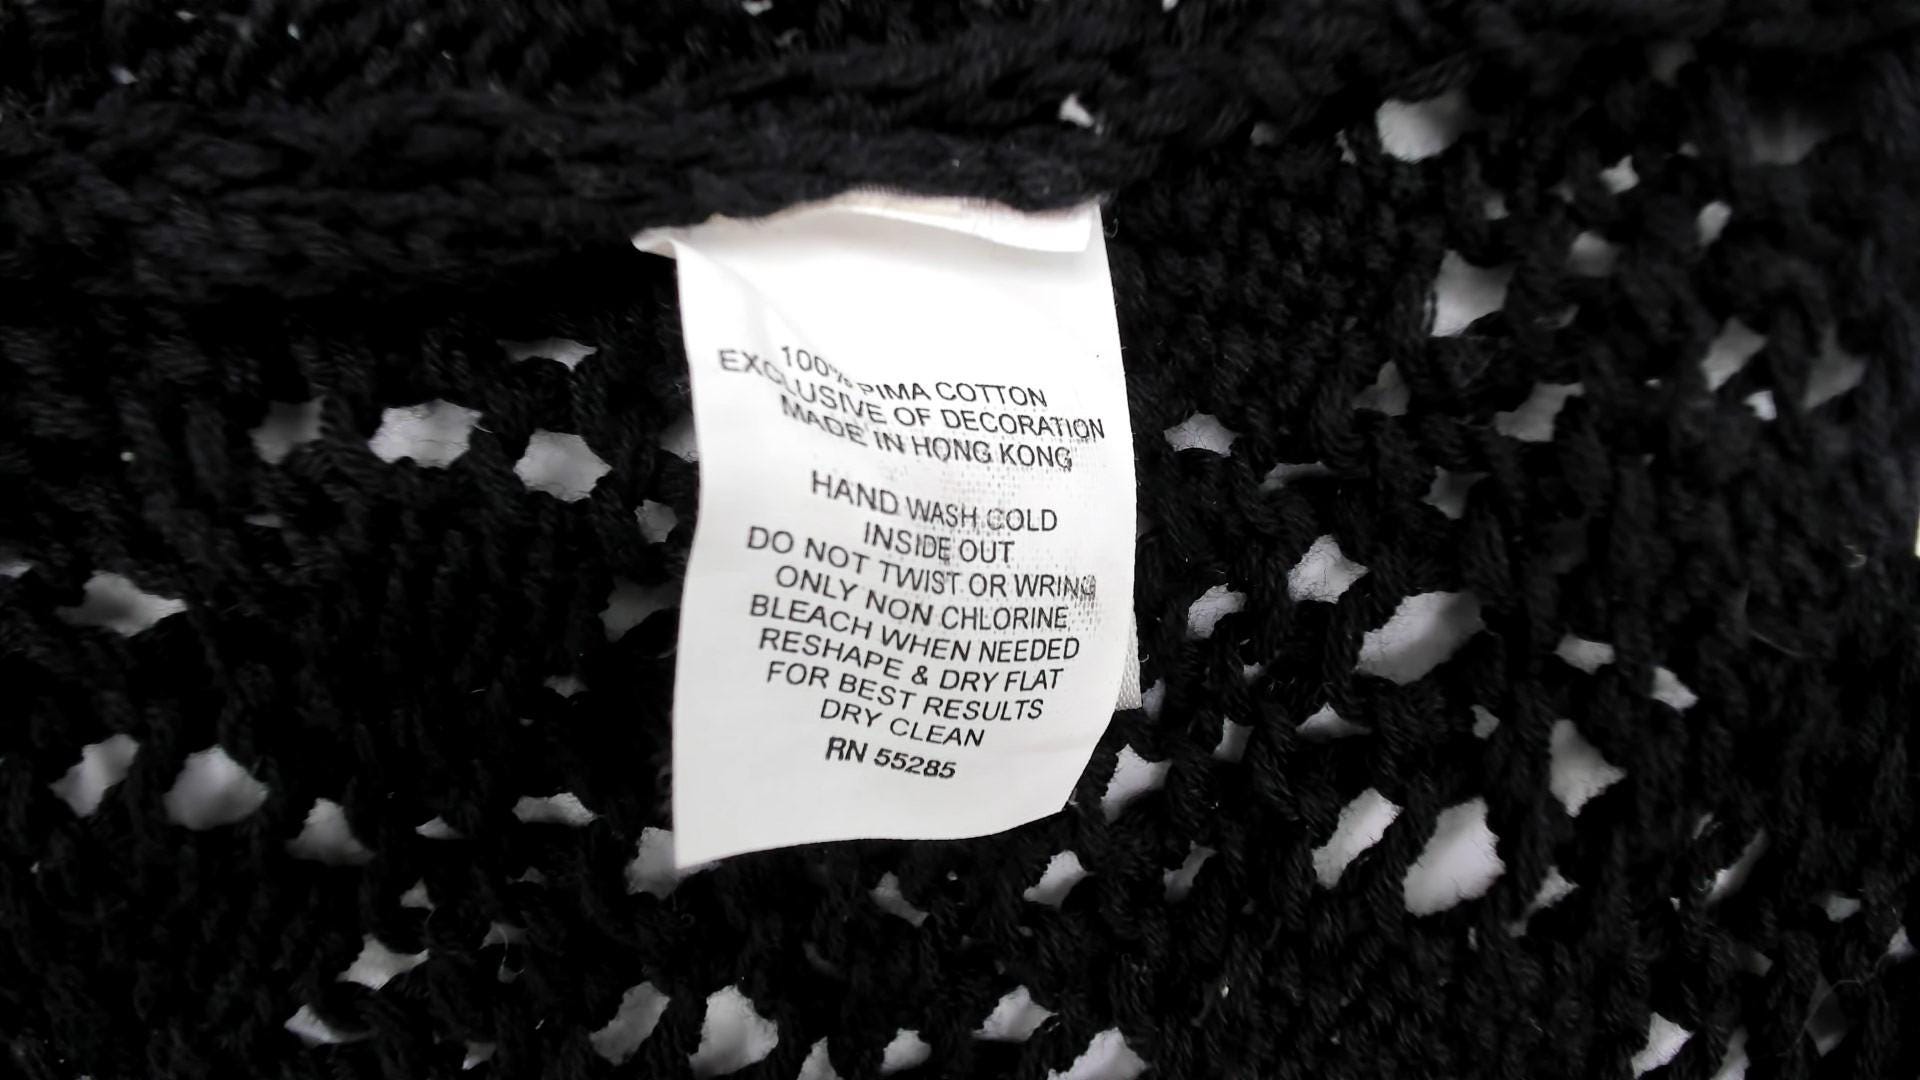 100% PIMA COTTON
EXCLUSIVE OF DECORATION
MADE IN HONG KONG
HAND WASH COLD
INSIDE OUT
DO NOT TWIST OR WRING
ONLY NON CHLORINE
BLEACH WHEN NEEDED
RESHAPE & DRY FLAT
FOR BEST RESULTS
DRY CLEAN
RN 55285